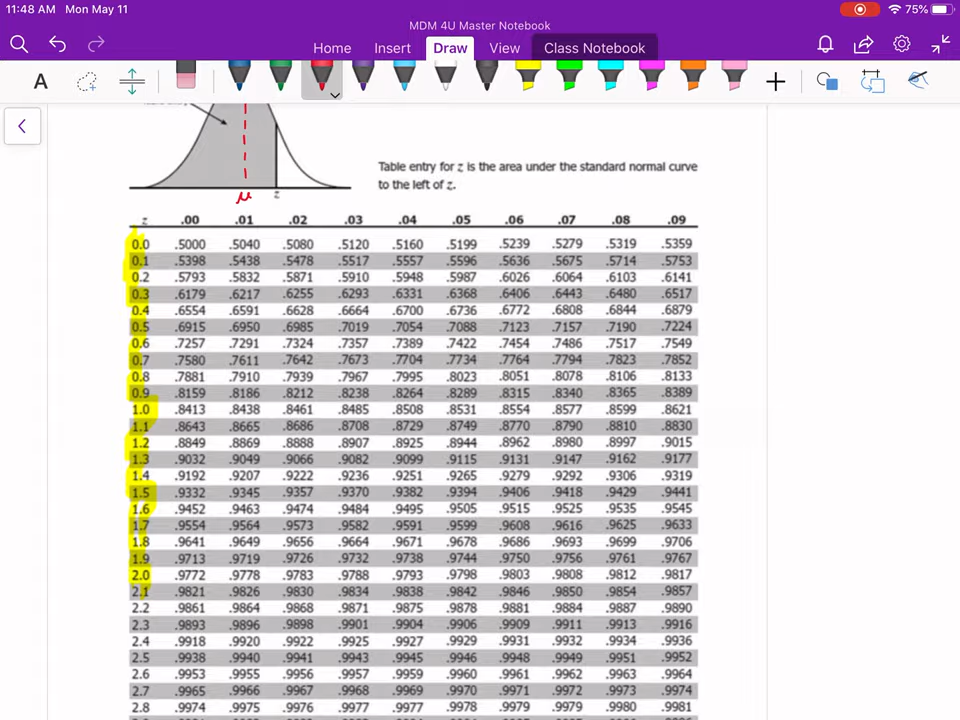 11:48 AM Mon May 11
75%
MDM 4U Master Notebook
Home Insert Draw View Class Notebook
A
Table entry for z is the area under the standard normal curve
to the left of z.
μ z
z .00 .01 .02 .03 .04 .05 .06 .07 .08 .09
0.0 .5000 .5040 .5080 .5120 .5160 .5199 .5239 .5279 .5319 .5359
0.1 .5398 .5438 .5478 .5517 .5557 .5596 .5636 .5675 .5714 .5753
0.2 .5793 .5832 .5871 .5910 .5948 .5987 .6026 .6064 .6103 .6141
0.3 .6179 .6217 .6255 .6293 .6331 .6368 .6406 .6443 .6480 .6517
0.4 .6554 .6591 .6628 .6664 .6700 .6736 .6772 .6808 .6844 .6879
0.5 .6915 .6950 .6985 .7019 .7054 .7088 .7123 .7157 .7190 .7224
0.6 .7257 .7291 .7324 .7357 .7389 .7422 .7454 .7486 .7517 .7549
0.7 .7580 .7611 .7642 .7673 .7704 .7734 .7764 .7794 .7823 .7852
0.8 .7881 .7910 .7939 .7967 .7995 .8023 .8051 .8078 .8106 .8133
0.9 .8159 .8186 .8212 .8238 .8264 .8289 .8315 .8340 .8365 .8389
1.0 .8413 .8438 .8461 .8485 .8508 .8531 .8554 .8577 .8599 .8621
1.1 .8643 .8665 .8686 .8708 .8729 .8749 .8770 .8790 .8810 .8830
1.2 .8849 .8869 .8888 .8907 .8925 .8944 .8962 .8980 .8997 .9015
1.3 .9032 .9049 .9066 .9082 .9099 .9115 .9131 .9147 .9162 .9177
1.4 .9192 .9207 .9222 .9236 .9251 .9265 .9279 .9292 .9306 .9319
1.5 .9332 .9345 .9357 .9370 .9382 .9394 .9406 .9418 .9429 .9441
1.6 .9452 .9463 .9474 .9484 .9495 .9505 .9515 .9525 .9535 .9545
1.7 .9554 .9564 .9573 .9582 .9591 .9599 .9608 .9616 .9625 .9633
1.8 .9641 .9649 .9656 .9664 .9671 .9678 .9686 .9693 .9699 .9706
1.9 .9713 .9719 .9726 .9732 .9738 .9744 .9750 .9756 .9761 .9767
2.0 .9772 .9778 .9783 .9788 .9793 .9798 .9803 .9808 .9812 .9817
2.1 .9821 .9826 .9830 .9834 .9838 .9842 .9846 .9850 .9854 .9857
2.2 .9861 .9864 .9868 .9871 .9875 .9878 .9881 .9884 .9887 .9890
2.3 .9893 .9896 .9898 .9901 .9904 .9906 .9909 .9911 .9913 .9916
2.4 .9918 .9920 .9922 .9925 .9927 .9929 .9931 .9932 .9934 .9936
2.5 .9938 .9940 .9941 .9943 .9945 .9946 .9948 .9949 .9951 .9952
2.6 .9953 .9955 .9956 .9957 .9959 .9960 .9961 .9962 .9963 .9964
2.7 .9965 .9966 .9967 .9968 .9969 .9970 .9971 .9972 .9973 .9974
2.8 .9974 .9975 .9976 .9977 .9977 .9978 .9979 .9979 .9980 .9981